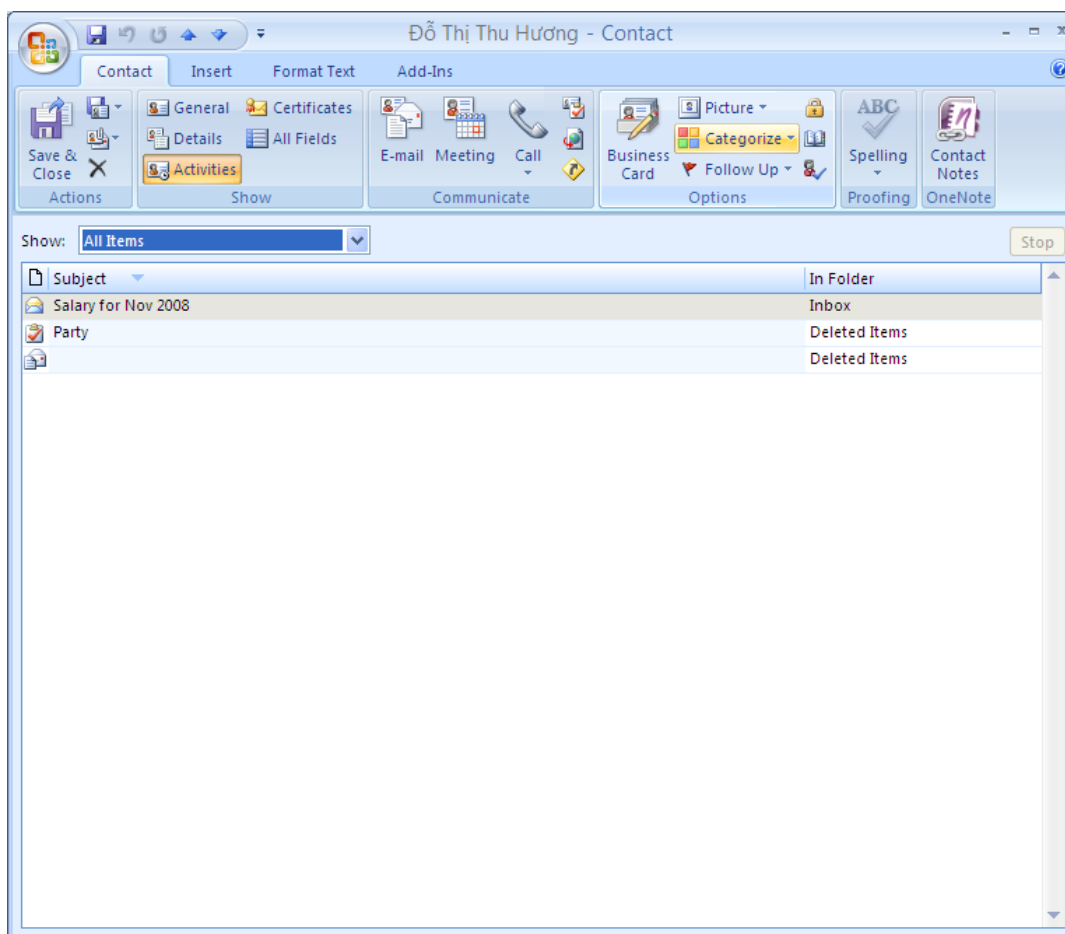 Đỗ Thị Thu Hương - Contact
Contact Insert Format Text Add-Ins
General Certificates
Details All Fields
Activities
Save & Close
E-mail Meeting Call
Business Card
Picture
Categorize
Follow Up
ABC
Spelling
Contact Notes
Actions Show Communicate Options Proofing OneNote
Show: All Items Stop
Subject In Folder
Salary for Nov 2008 Inbox
Party Deleted Items
Deleted Items